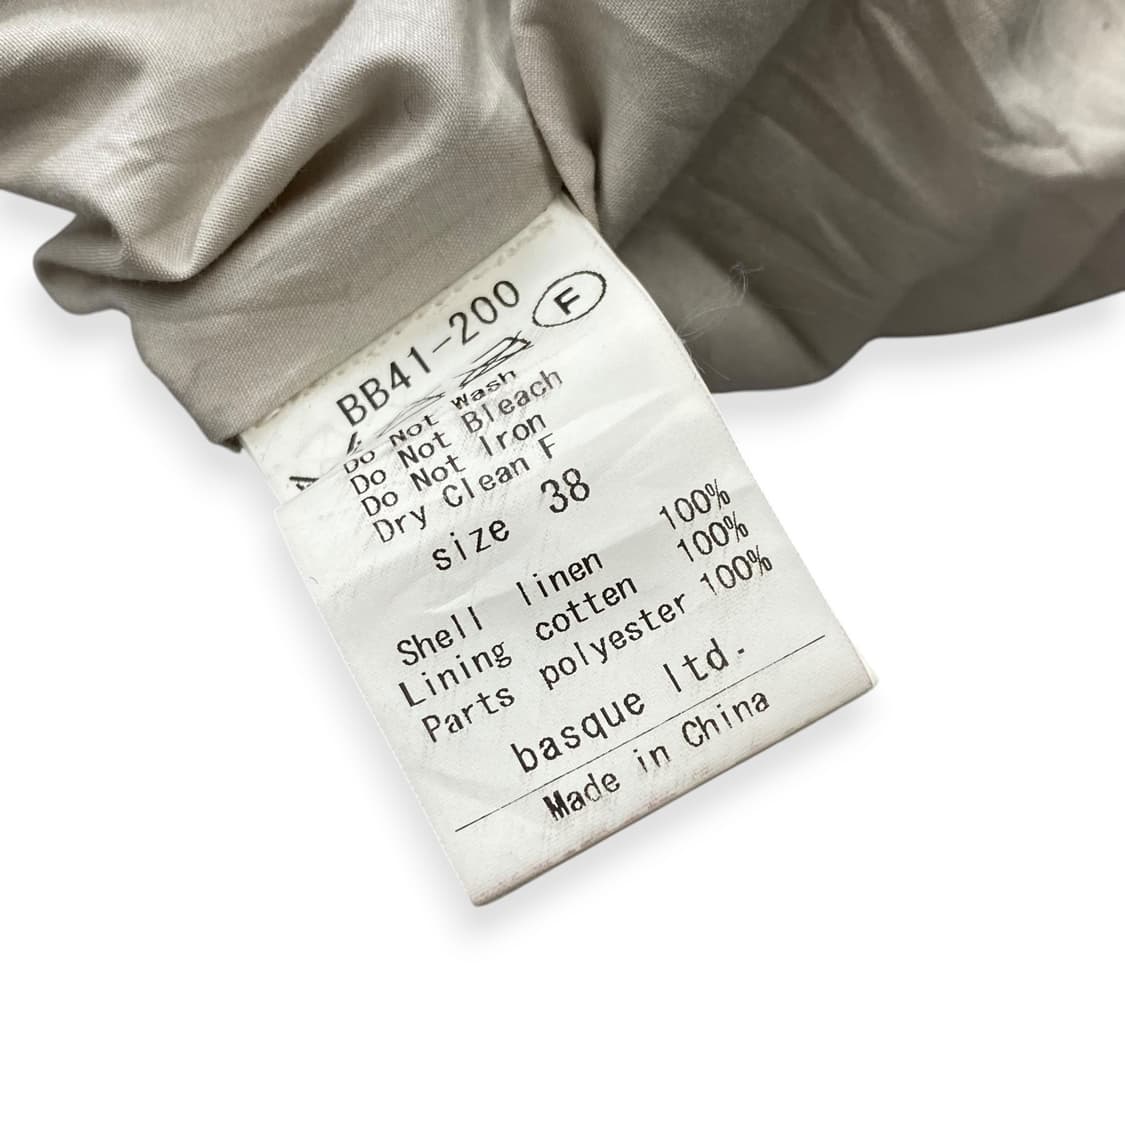 BB41-200
F
Do Not Wash
Do Not Bleach
Do Not Iron
Dry Clean F
size 38
Shell linen 100%
Lining cotten 100%
Parts polyester 100%
basque ltd.
Made in China